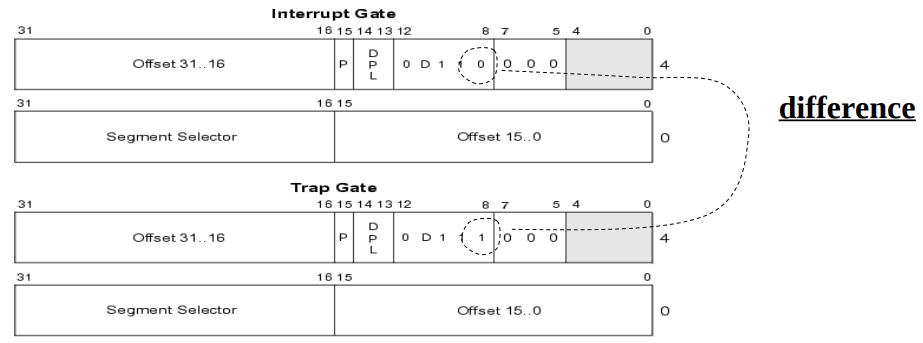 Interrupt Gate
31 16 15 14 13 12 8 7 5 4 0
Offset 31..16 P DPL 0 D 1 1 0 0 0 0 4
31 16 15 0
difference
Segment Selector Offset 15..0 0
Trap Gate
31 16 15 14 13 12 8 7 5 4 0
Offset 31..16 P DPL 0 D 1 1 1 0 0 0 4
31 16 15 0
Segment Selector Offset 15..0 0